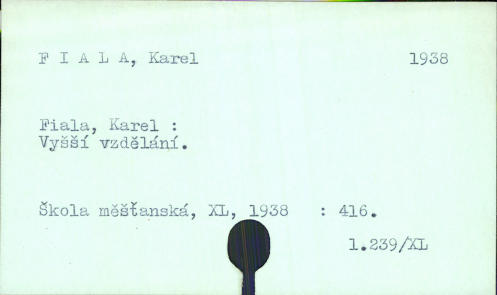 F I A L A, Karel 1938
Fiala, Karel :
Vyšší vzdělání.
Škola měšťanská, XL, 1938 : 416.
1.239/XL